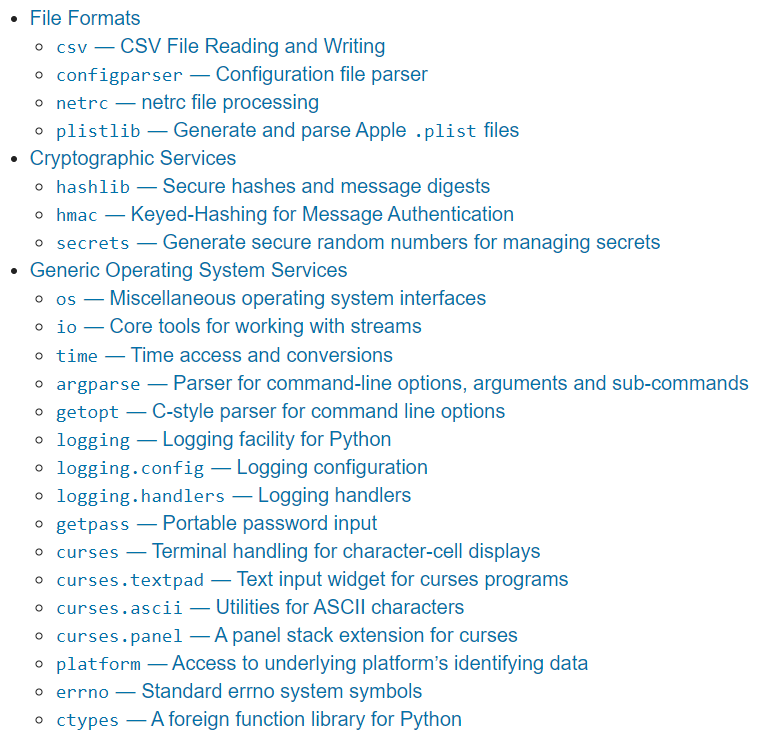 File Formats
csv — CSV File Reading and Writing
configparser — Configuration file parser
netrc — netrc file processing
plistlib — Generate and parse Apple .plist files
Cryptographic Services
hashlib — Secure hashes and message digests
hmac — Keyed-Hashing for Message Authentication
secrets — Generate secure random numbers for managing secrets
Generic Operating System Services
os — Miscellaneous operating system interfaces
io — Core tools for working with streams
time — Time access and conversions
argparse — Parser for command-line options, arguments and sub-commands
getopt — C-style parser for command line options
logging — Logging facility for Python
logging.config — Logging configuration
logging.handlers — Logging handlers
getpass — Portable password input
curses — Terminal handling for character-cell displays
curses.textpad — Text input widget for curses programs
curses.ascii — Utilities for ASCII characters
curses.panel — A panel stack extension for curses
platform — Access to underlying platform’s identifying data
errno — Standard errno system symbols
ctypes — A foreign function library for Python